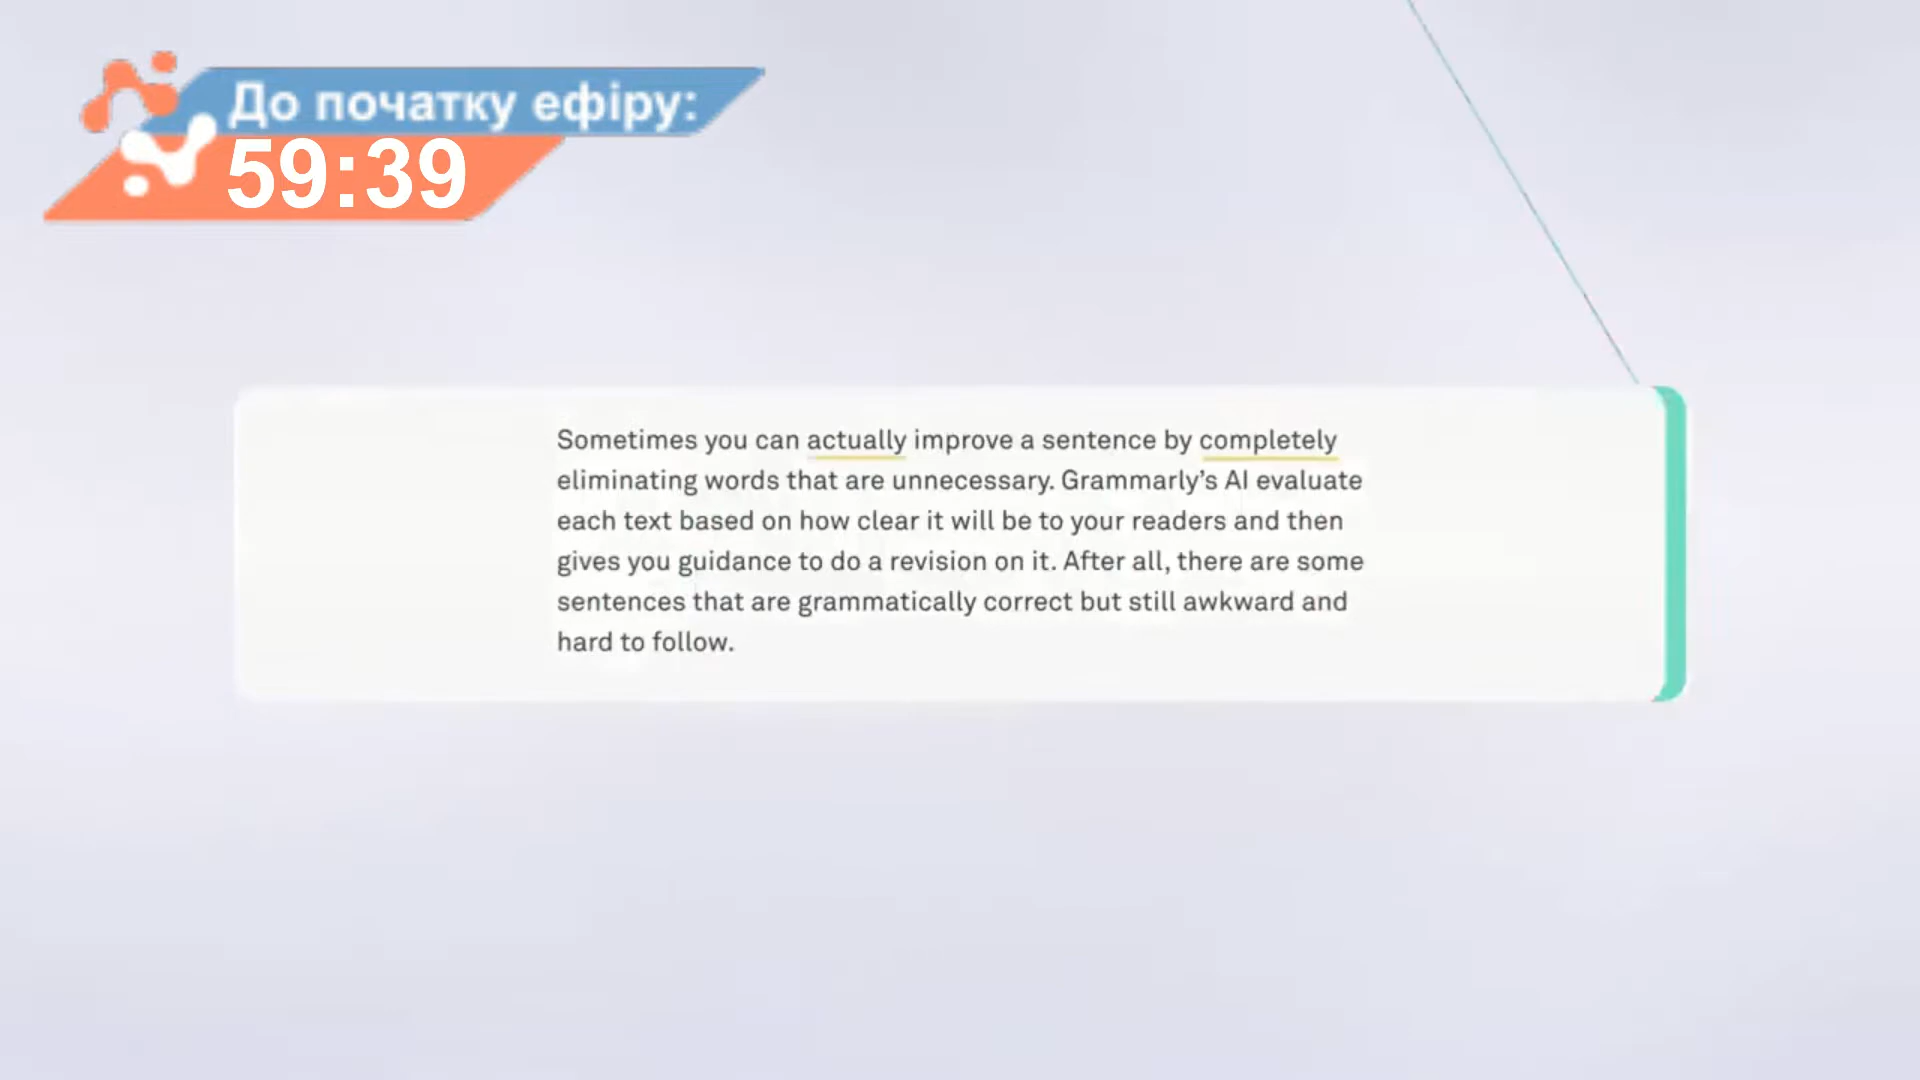 До початку ефіру:
59:39
Sometimes you can actually improve a sentence by completely
eliminating words that are unnecessary. Grammarly’s AI evaluate
each text based on how clear it will be to your readers and then
gives you guidance to do a revision on it. After all, there are some
sentences that are grammatically correct but still awkward and
hard to follow.